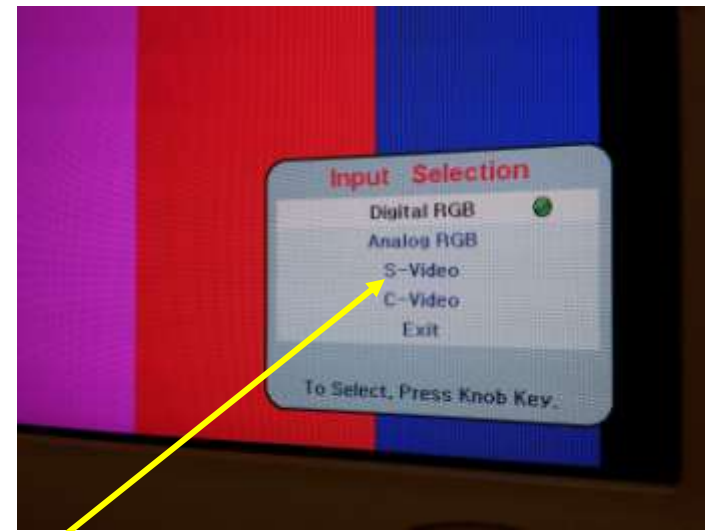 Input Selection
Digital RGB
Analog RGB
S-Video
C-Video
Exit
To Select, Press Knob Key.